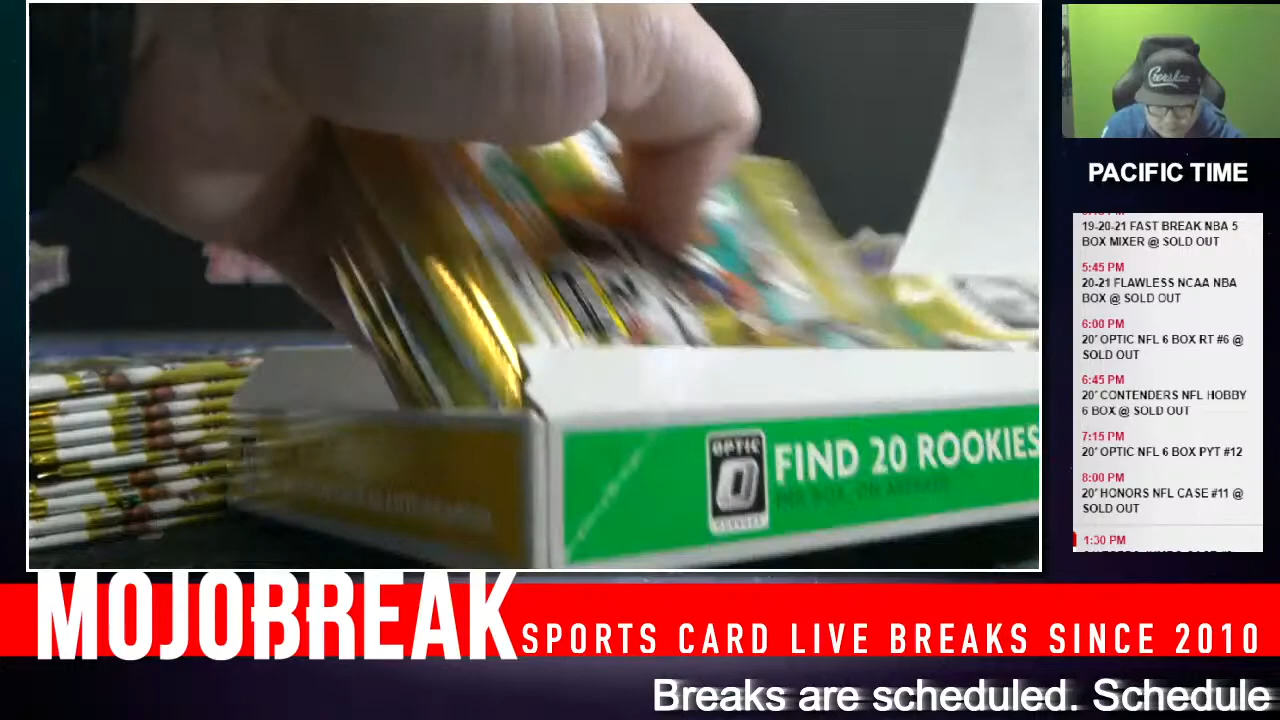 OPTIC
FIND 20 ROOKIES
PER BOX, ON AVERAGE
PACIFIC TIME
19-20-21 FAST BREAK NBA 5
BOX MIXER @ SOLD OUT
5:45 PM
20-21 FLAWLESS NCAA NBA
BOX @ SOLD OUT
6:00 PM
20' OPTIC NFL 6 BOX RT #6 @
SOLD OUT
6:45 PM
20' CONTENDERS NFL HOBBY
6 BOX @ SOLD OUT
7:15 PM
20' OPTIC NFL 6 BOX PYT #12
8:00 PM
20' HONORS NFL CASE #11 @
SOLD OUT
1:30 PM
MOJOBREAK
SPORTS CARD LIVE BREAKS SINCE 2010
Breaks are scheduled. Schedule